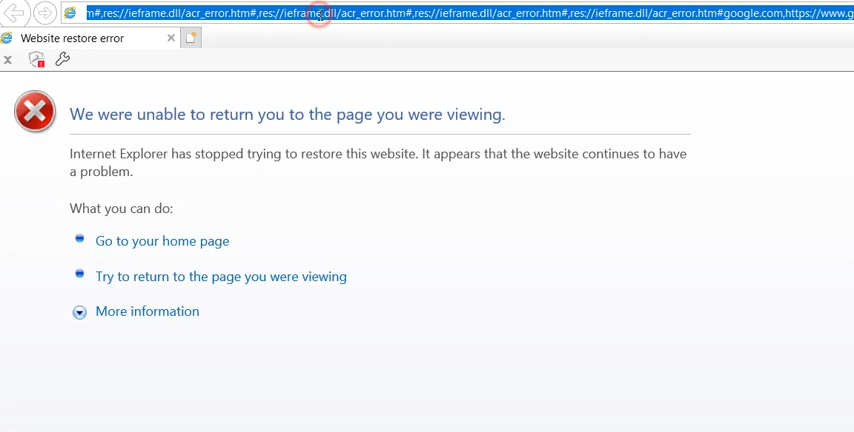 m#,res://ieframe.dll/acr_error.htm#,res://ieframe.dll/acr_error.htm#,res://ieframe.dll/acr_error.htm#,res://ieframe.dll/acr_error.htm#google.com,https://www.g
Website restore error
We were unable to return you to the page you were viewing.
Internet Explorer has stopped trying to restore this website. It appears that the website continues to have
a problem.
What you can do:
Go to your home page
Try to return to the page you were viewing
More information